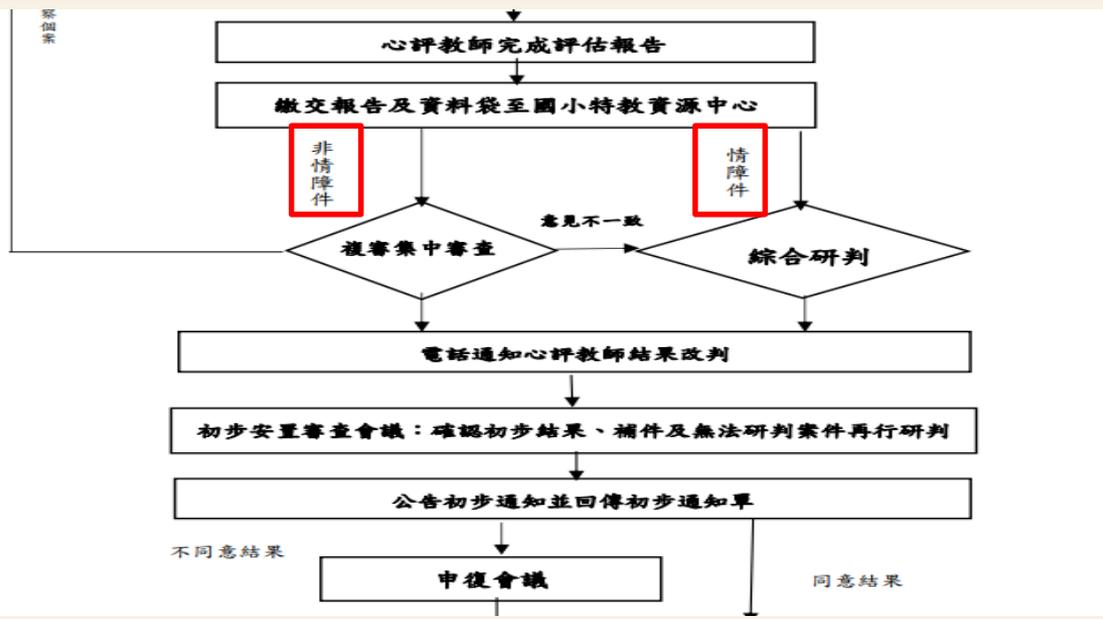 察個案
心評教師完成評估報告
繳交報告及資料袋至國小特教資源中心
非情障件
情障件
意見不一致
複審集中審查
綜合研判
電話通知心評教師結果改判
初步安置審查會議：確認初步結果、補件及無法研判案件再行研判
公告初步通知並回傳初步通知單
不同意結果
申復會議
同意結果